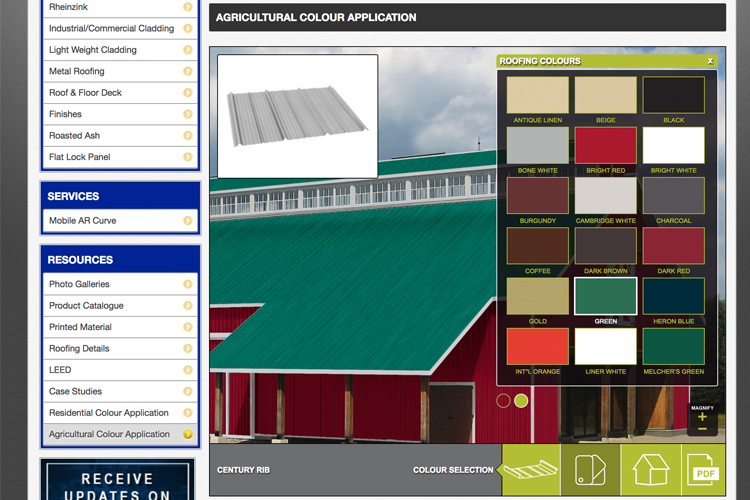 Rheinzink
Industrial/Commercial Cladding
Light Weight Cladding
Metal Roofing
Roof & Floor Deck
Finishes
Roasted Ash
Flat Lock Panel
SERVICES
Mobile AR Curve
RESOURCES
Photo Galleries
Product Catalogue
Printed Material
Roofing Details
LEED
Case Studies
Residential Colour Application
Agricultural Colour Application
RECEIVE
UPDATES ON
AGRICULTURAL COLOUR APPLICATION
ROOFING COLOURS X
ANTIQUE LINEN BEIGE BLACK
BONE WHITE BRIGHT RED BRIGHT WHITE
BURGUNDY CAMBRIDGE WHITE CHARCOAL
COFFEE DARK BROWN DARK RED
GOLD GREEN HERON BLUE
INT'L ORANGE LINER WHITE MELCHER'S GREEN
MAGNIFY
+
−
CENTURY RIB COLOUR SELECTION
PDF